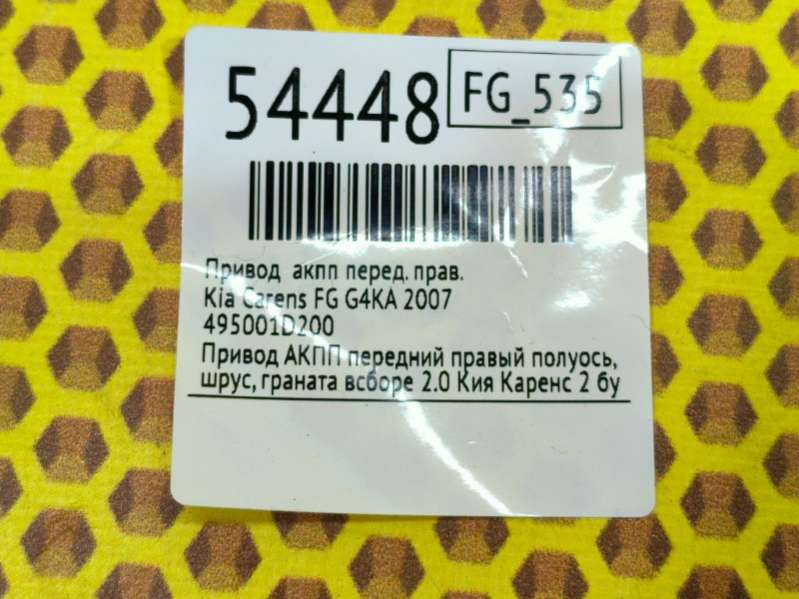 54448
FG_535
Привод акпп перед. прав.
Kia Carens FG G4KA 2007
495001D200
Привод АКПП передний правый полуось,
шрус, граната всборе 2.0 Кия Каренс 2 бу